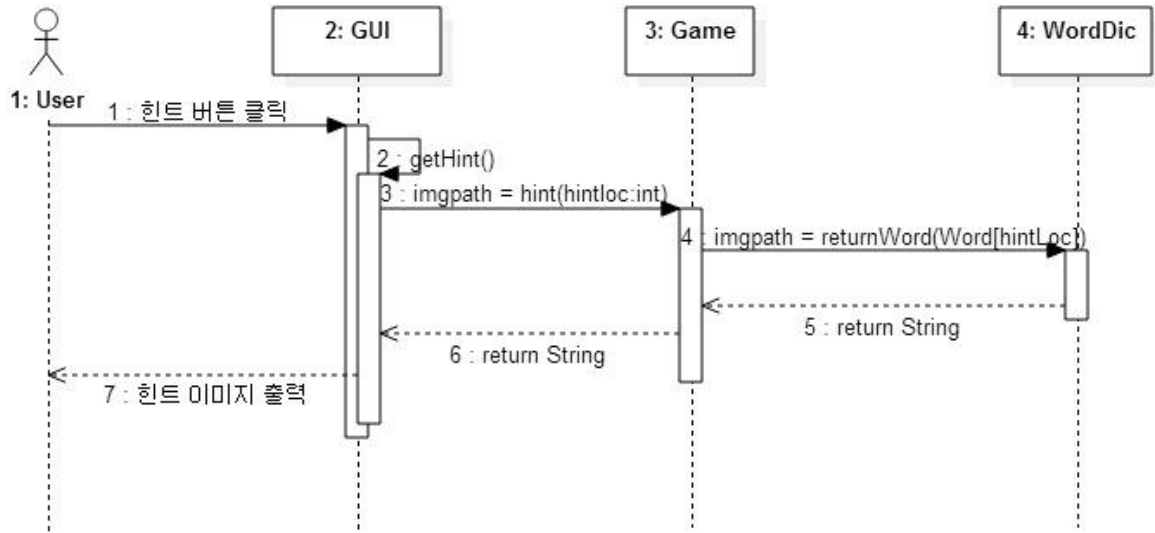 2: GUI
3: Game
4: WordDic
1: User
1 : 힌트 버튼 클릭
2 : getHint()
3 : imgpath = hint(hintloc:int)
4 : imgpath = returnWord(Word[hintLoc])
5 : return String
6 : return String
7 : 힌트 이미지 출력